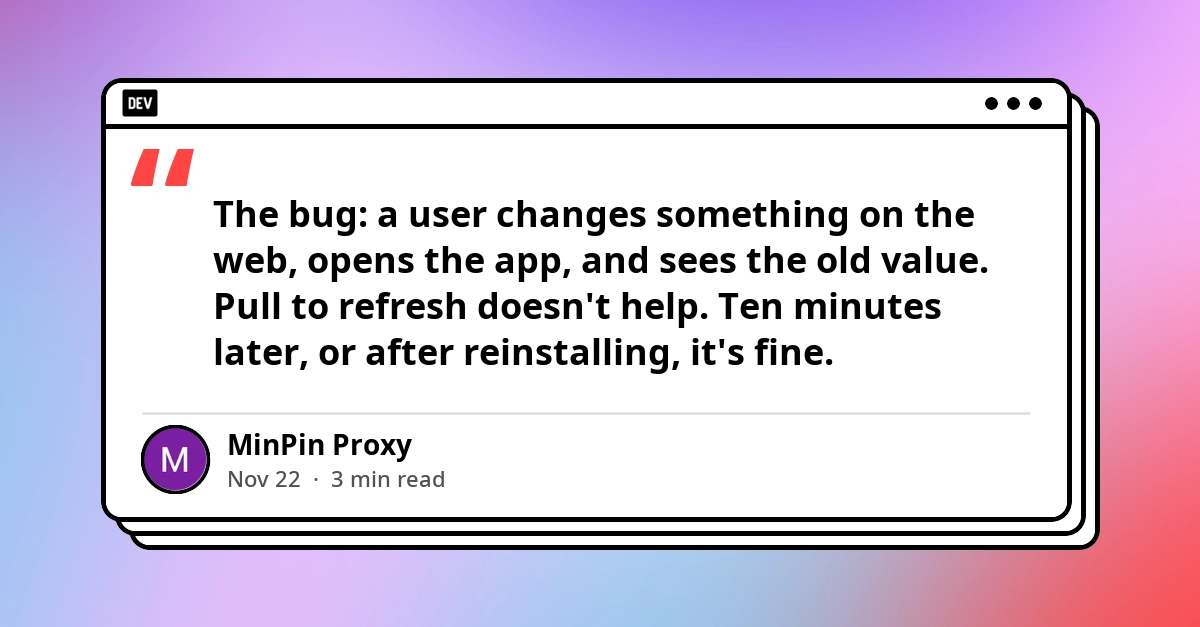 DEV
The bug: a user changes something on the
web, opens the app, and sees the old value.
Pull to refresh doesn't help. Ten minutes
later, or after reinstalling, it's fine.
M
MinPin Proxy
Nov 22 · 3 min read